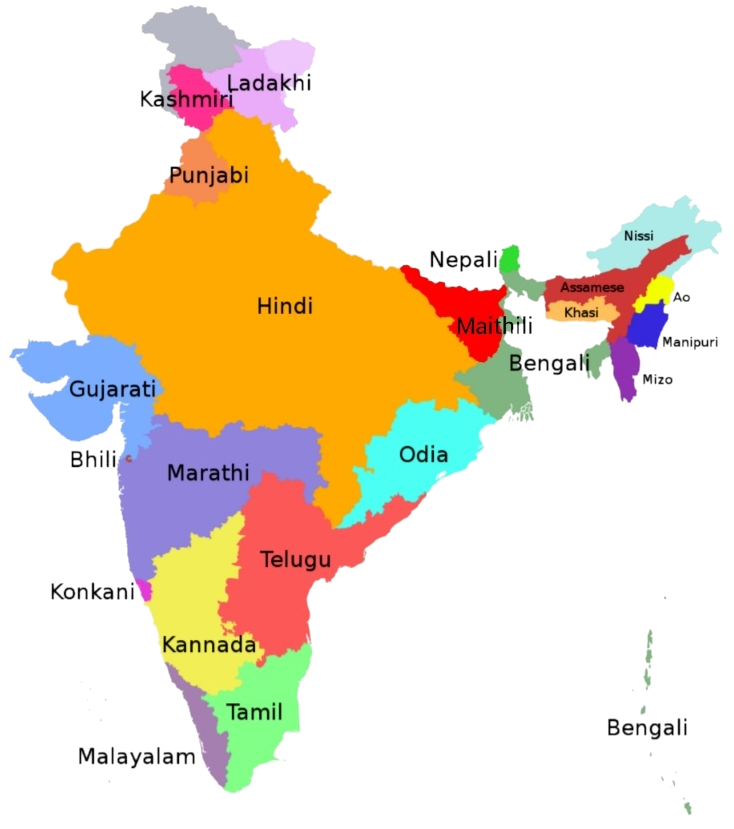 Ladakhi
Kashmiri
Punjabi
Nissi
Nepali
Assamese
Ao
Hindi
Khasi
Maithili
Manipuri
Bengali
Mizo
Gujarati
Odia
Bhili
Marathi
Telugu
Konkani
Kannada
Tamil
Bengali
Malayalam